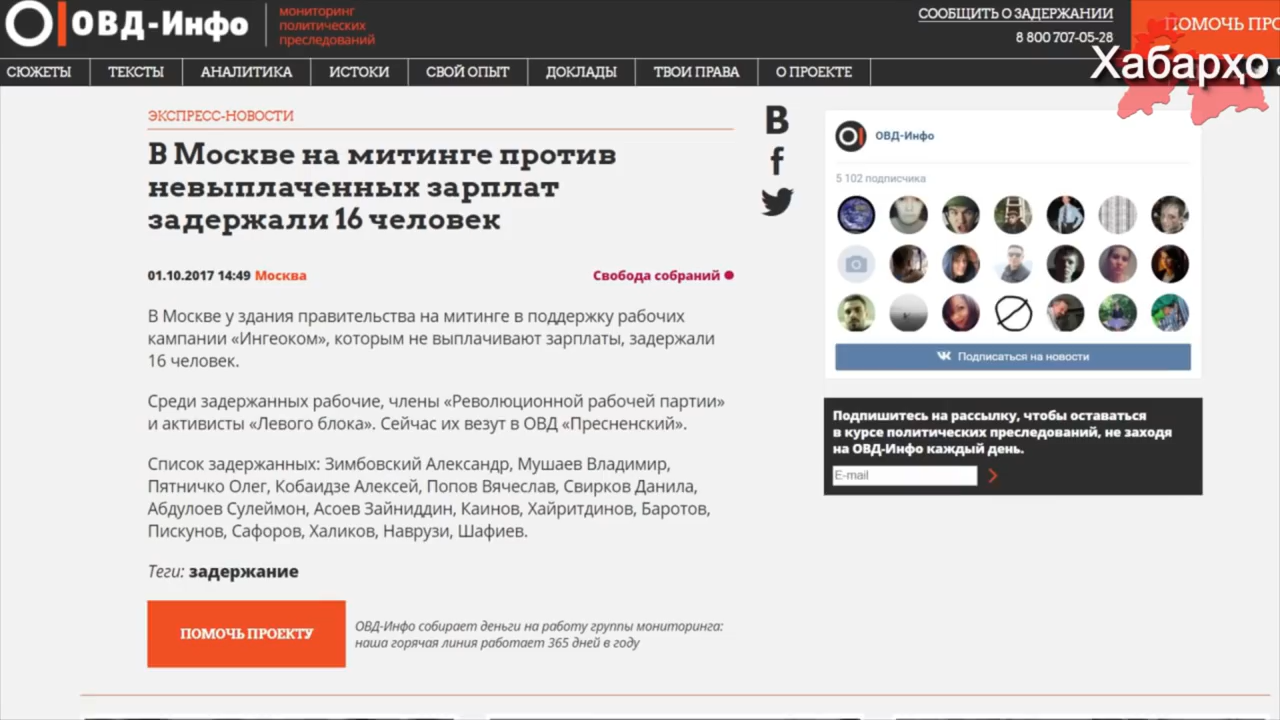 ОВД-Инфо
мониторинг
политических
преследований
СООБЩИТЬ О ЗАДЕРЖАНИИ
8 800 707-05-28
ПОМОЧЬ
Хабарҳо
СЮЖЕТЫ ТЕКСТЫ АНАЛИТИКА ИСТОКИ СВОЙ ОПЫТ ДОКЛАДЫ ТВОИ ПРАВА О ПРОЕКТЕ
ЭКСПРЕСС-НОВОСТИ
В Москве на митинге против
невыплаченных зарплат
задержали 16 человек
01.10.2017 14:49 Москва
Свобода собраний
В Москве у здания правительства на митинге в поддержку рабочих
кампании «Ингеоком», которым не выплачивают зарплаты, задержали
16 человек.
Среди задержанных рабочие, члены «Революционной рабочей партии»
и активисты «Левого блока». Сейчас их везут в ОВД «Пресненский».
Список задержанных: Зимбовский Александр, Мушаев Владимир,
Пятничко Олег, Кобаидзе Алексей, Попов Вячеслав, Свирков Данила,
Абдулоев Сулеймон, Асоев Зайниддин, Каинов, Хайритдинов, Баротов,
Пискунов, Сафоров, Халиков, Наврузи, Шафиев.
Теги: задержание
ПОМОЧЬ ПРОЕКТУ
ОВД-Инфо собирает деньги на работу группы мониторинга:
наша горячая линия работает 365 дней в году
ОВД-Инфо
5 102 подписчика
Подписаться на новости
Подпишитесь на рассылку, чтобы оставаться
в курсе политических преследований, не заходя
на ОВД-Инфо каждый день.
E-mail